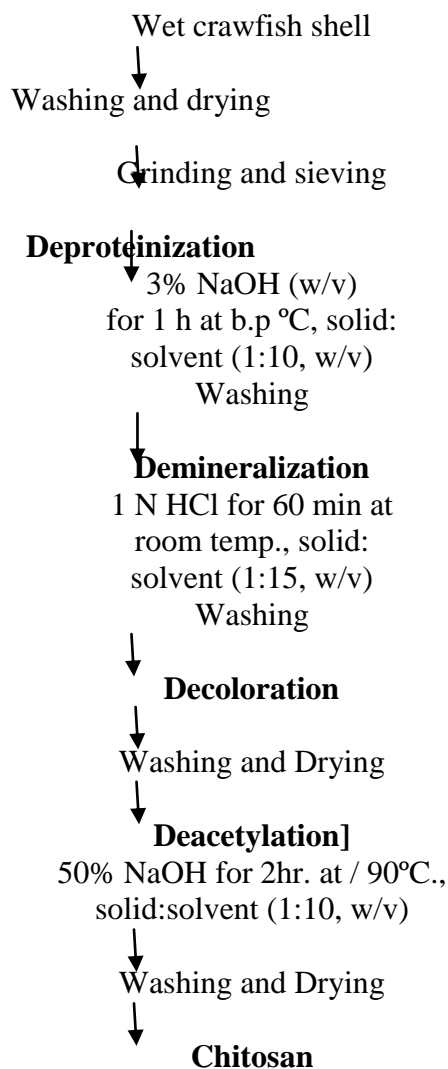 Wet crawfish shell
Washing and drying
Grinding and sieving
Deproteinization
3% NaOH (w/v)
for 1 h at b.p ºC, solid:
solvent (1:10, w/v)
Washing
Demineralization
1 N HCl for 60 min at
room temp., solid:
solvent (1:15, w/v)
Washing
Decoloration
Washing and Drying
Deacetylation]
50% NaOH for 2hr. at / 90ºC.,
solid:solvent (1:10, w/v)
Washing and Drying
Chitosan